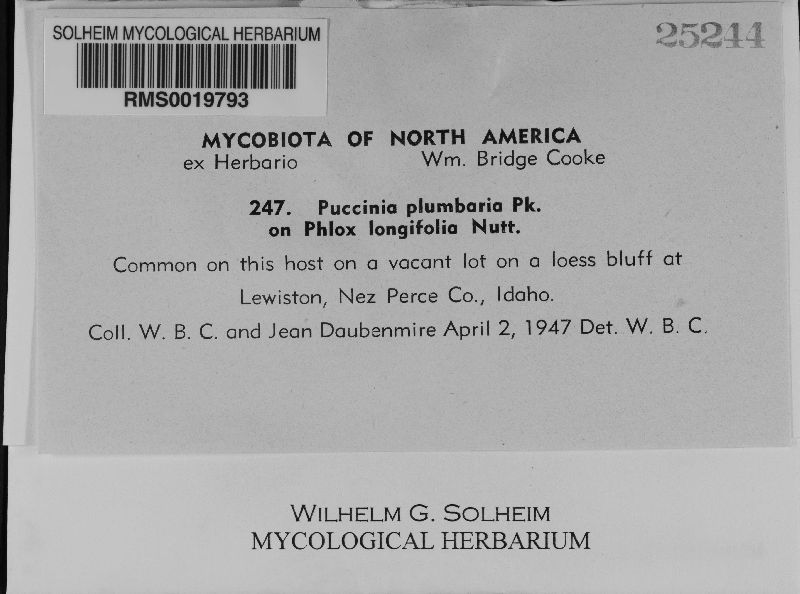 SOLHEIM MYCOLOGICAL HERBARIUM
RMS0019793
25244
MYCOBIOTA OF NORTH AMERICA
ex Herbario Wm. Bridge Cooke
247. Puccinia plumbaria Pk.
on Phlox longifolia Nutt.
Common on this host on a vacant lot on a loess bluff at
Lewiston, Nez Perce Co., Idaho.
Coll. W. B. C. and Jean Daubenmire April 2, 1947 Det. W. B. C.
WILHELM G. SOLHEIM
MYCOLOGICAL HERBARIUM